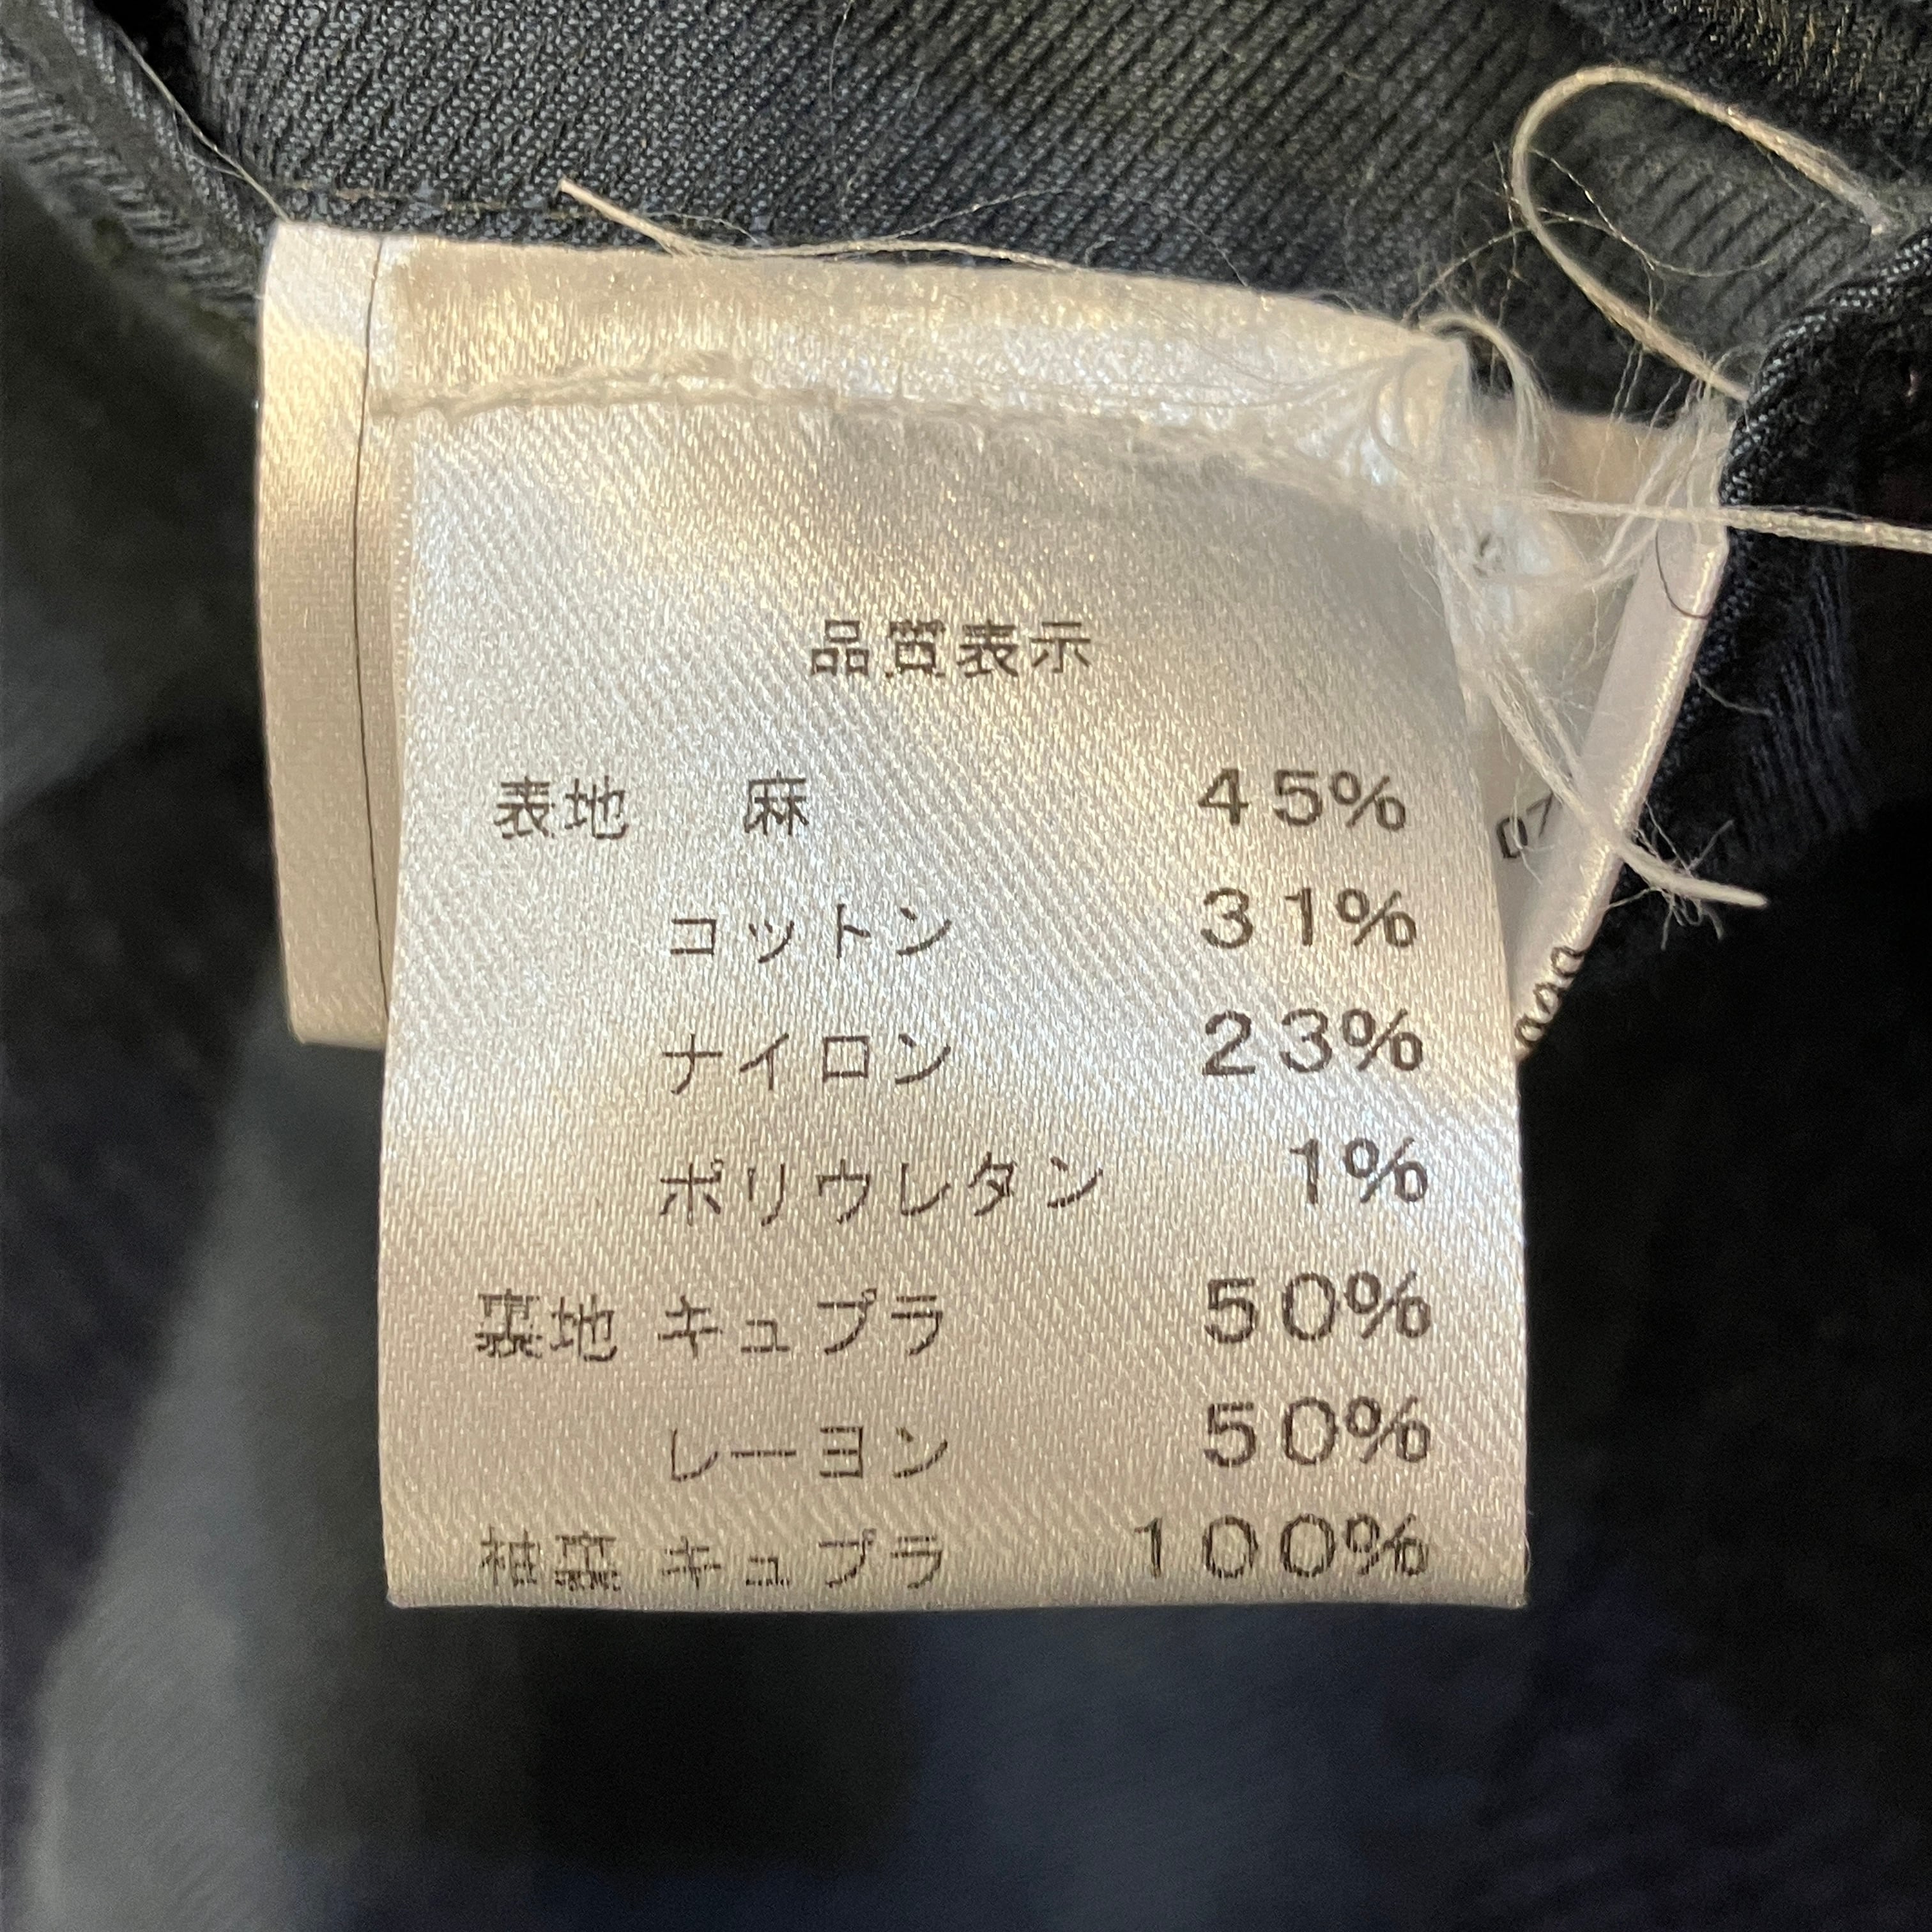 品質表示
表地 麻 45%
コットン 31%
ナイロン 23%
ポリウレタン 1%
裏地 キュプラ 50%
レーヨン 50%
袖裏 キュプラ 100%
07